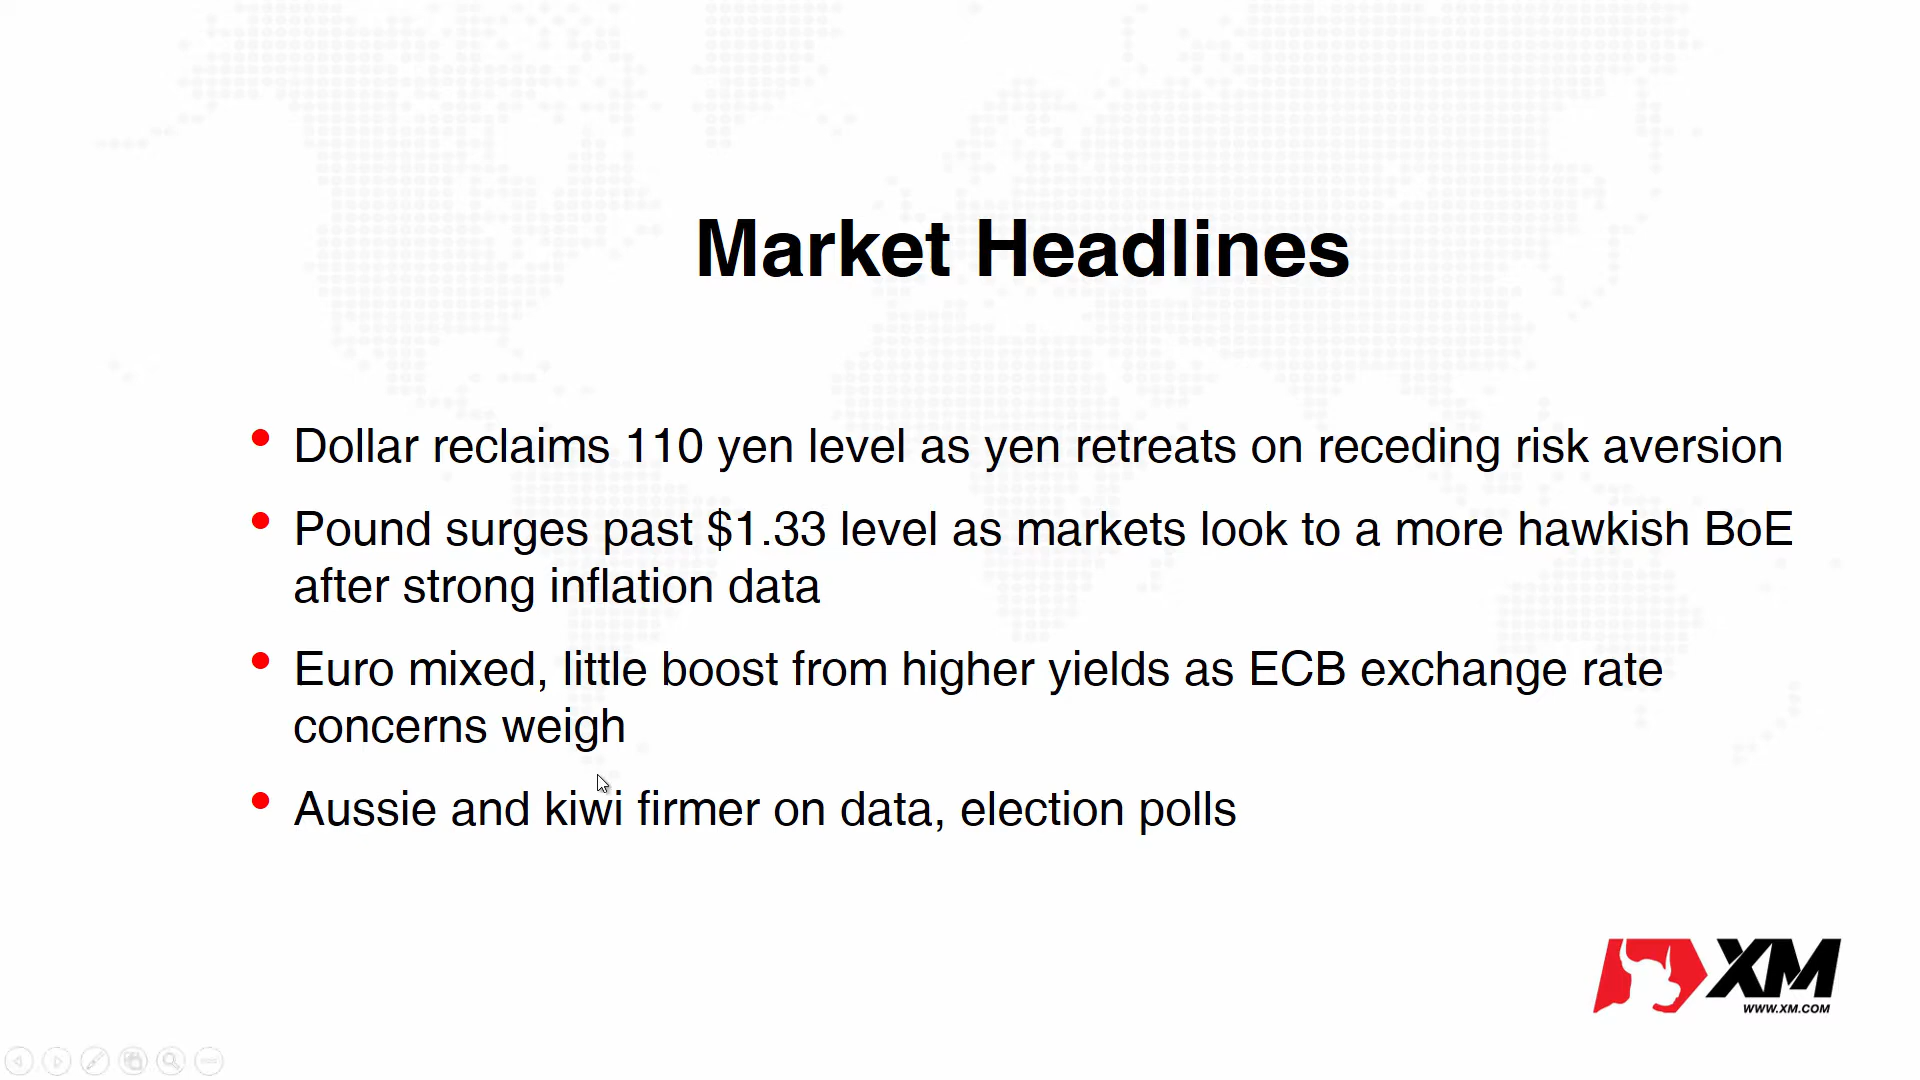 Market Headlines
Dollar reclaims 110 yen level as yen retreats on receding risk aversion
Pound surges past $1.33 level as markets look to a more hawkish BoE
after strong inflation data
Euro mixed, little boost from higher yields as ECB exchange rate
concerns weigh
Aussie and kiwi firmer on data, election polls
XM
WWW.XM.COM